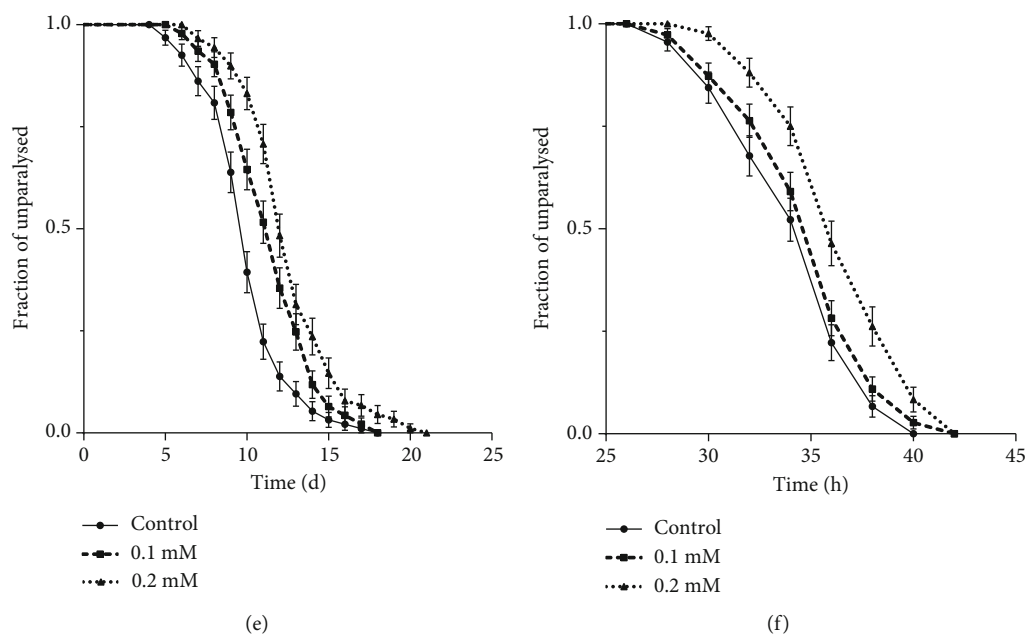 1.0
0.5
0.0
Fraction of unparalysed
0 5 10 15 20 25
Time (d)
Control
0.1 mM
0.2 mM
(e)
1.0
0.5
0.0
Fraction of unparalysed
25 30 35 40 45
Time (h)
Control
0.1 mM
0.2 mM
(f)